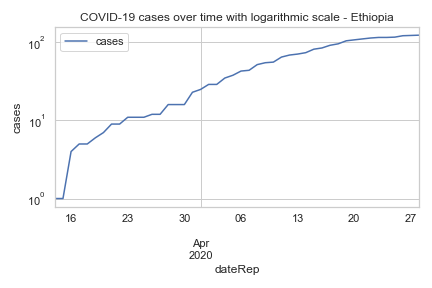 COVID-19 cases over time with logarithmic scale - Ethiopia
cases
10²
10¹
10⁰
cases
16 23 30 06 13 20 27
Apr
2020
dateRep